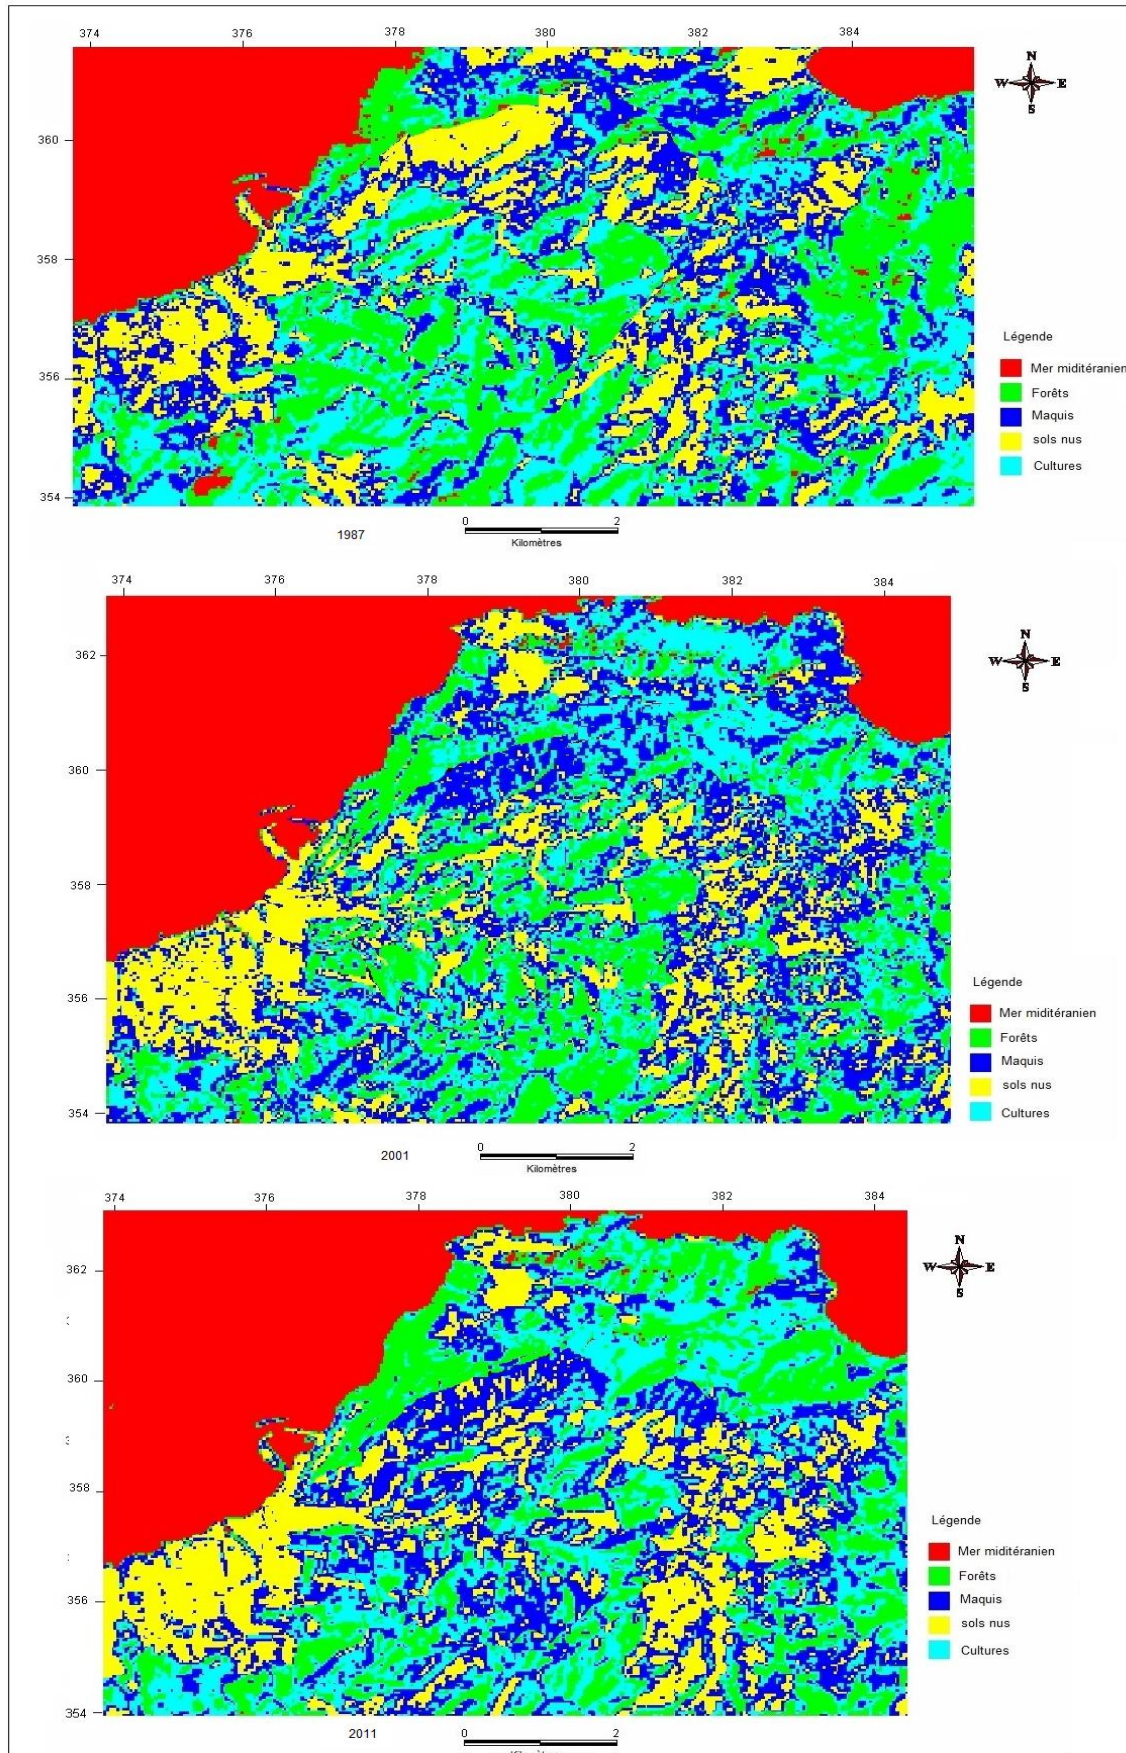 374 376 378 380 382 384
N
W E
S
360
358
356
354
Légende
Mer miditéranien
Forêts
Maquis
sols nus
Cultures
1987
0 2
Kilomètres
374 376 378 380 382 384
N
W E
S
362
360
358
356
354
Légende
Mer miditéranien
Forêts
Maquis
sols nus
Cultures
2001
0 2
Kilomètres
374 376 378 380 382 384
N
W E
S
362
360
358
356
354
Légende
Mer miditéranien
Forêts
Maquis
sols nus
Cultures
2011
0 2